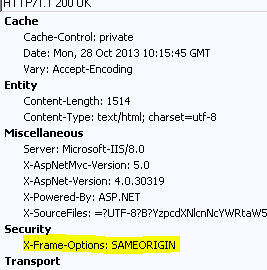 HTTP/1.1 200 OK
Cache
Cache-Control: private
Date: Mon, 28 Oct 2013 10:15:45 GMT
Vary: Accept-Encoding
Entity
Content-Length: 1514
Content-Type: text/html; charset=utf-8
Miscellaneous
Server: Microsoft-IIS/8.0
X-AspNetMvc-Version: 5.0
X-AspNet-Version: 4.0.30319
X-Powered-By: ASP.NET
X-SourceFiles: =?UTF-8?B?YzpcdXNlcnNcYWRtaW5
Security
X-Frame-Options: SAMEORIGIN
Transport